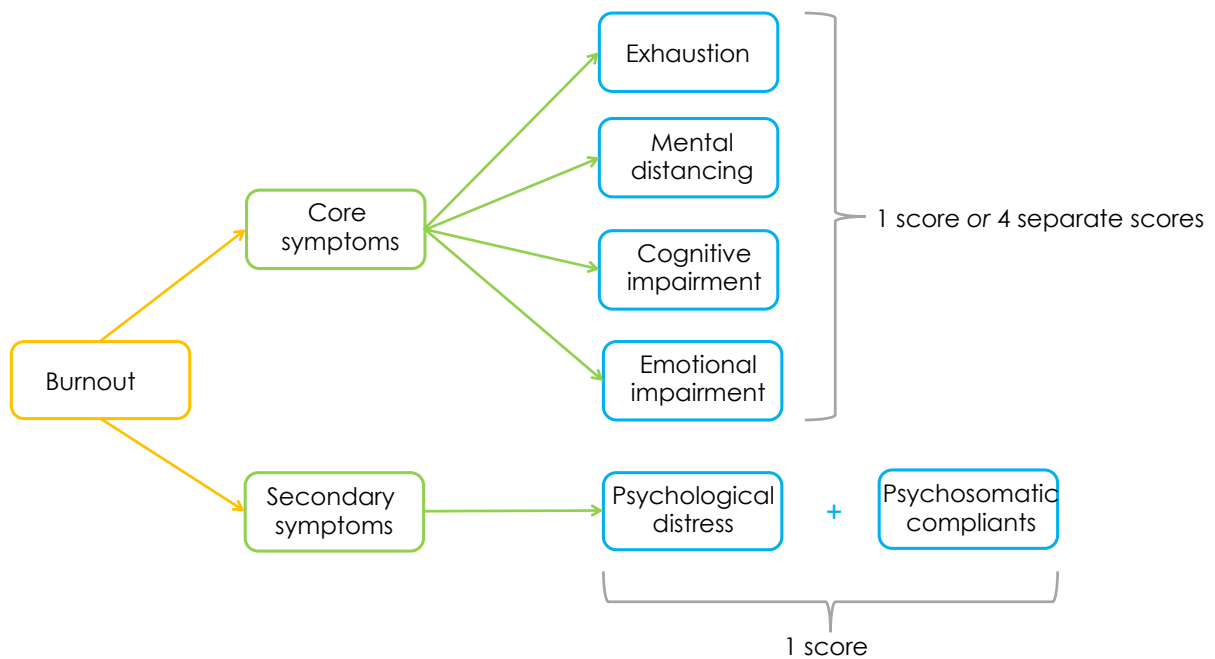 Exhaustion
Mental
distancing
Core
symptoms
1 score or 4 separate scores
Cognitive
impairment
Burnout
Emotional
impairment
Secondary
symptoms
Psychological
distress
+
Psychosomatic
compliants
1 score